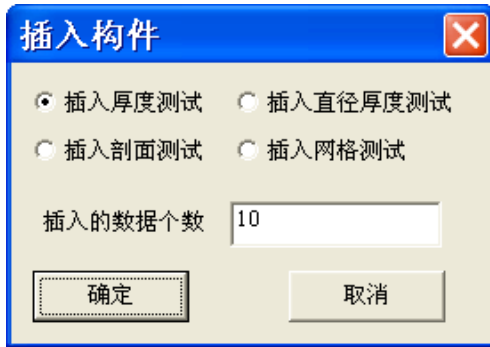 插入构件
插入厚度测试 插入直径厚度测试
插入剖面测试 插入网格测试
插入的数据个数 10
确定 取消